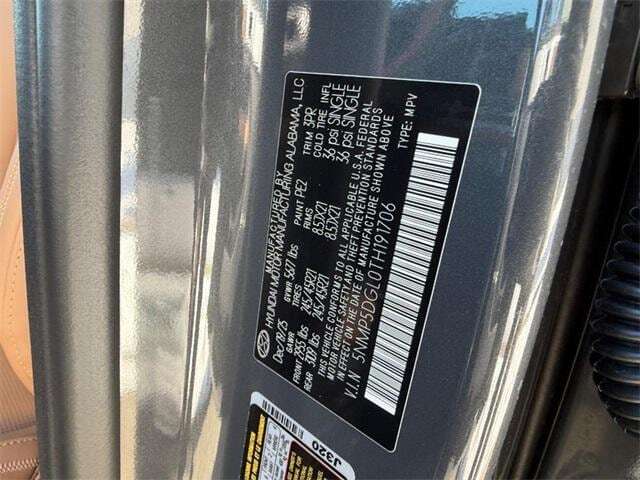 MANUFACTURED BY
HYUNDAI MOTOR MANUFACTURING ALABAMA, LLC
Dec/09/25 GVWR 5677 lbs PAINT PE2 TRIM 3PR
GAWR TIRES RIMS COLD TIRE INFL
FRONT 2955 lbs 245/45R21 8.5JX21 36 psi SINGLE
REAR 3109 lbs 245/45R21 8.5JX21 36 psi SINGLE
THIS VEHICLE CONFORMS TO ALL APPLICABLE U.S.A. FEDERAL
MOTOR VEHICLE SAFETY AND THEFT PREVENTION STANDARDS
IN EFFECT ON THE DATE OF MANUFACTURE SHOWN ABOVE
V.I.N 5NMP5DGL0TH191706 TYPE: MPV
J320